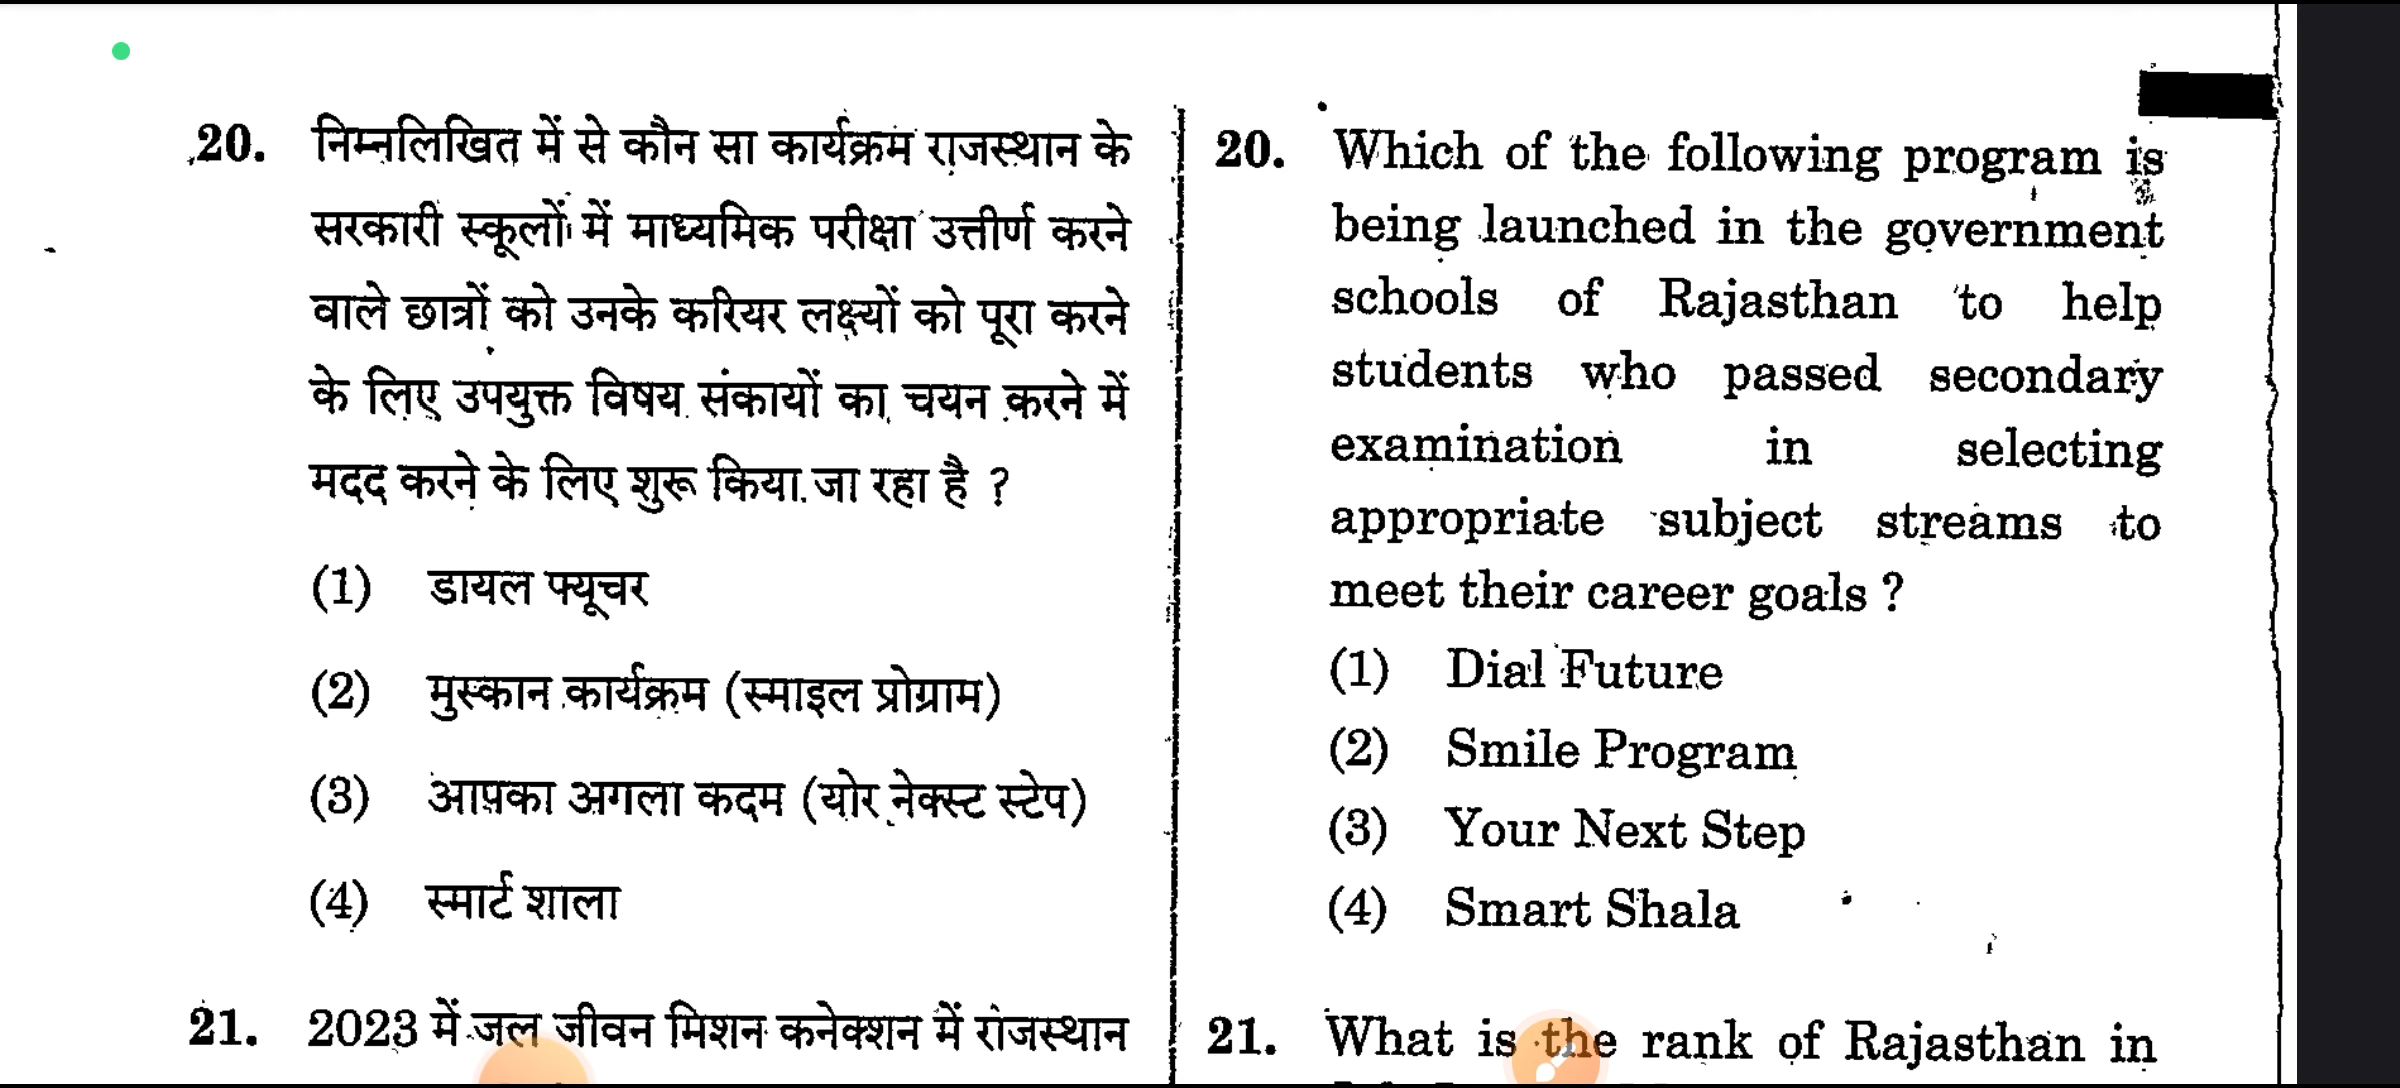 20. निम्नलिखित में से कौन सा कार्यक्रम राजस्थान के
सरकारी स्कूलों में माध्यमिक परीक्षा उत्तीर्ण करने
वाले छात्रों को उनके करियर लक्ष्यों को पूरा करने
के लिए उपयुक्त विषय संकायों का चयन करने में
मदद करने के लिए शुरू किया जा रहा है ?
(1) डायल फ्यूचर
(2) मुस्कान कार्यक्रम (स्माइल प्रोग्राम)
(3) आपका अगला कदम (योर नेक्स्ट स्टेप)
(4) स्मार्ट शाला
21. 2023 में जल जीवन मिशन कनेक्शन में राजस्थान
20. Which of the following program is
being launched in the government
schools of Rajasthan to help
students who passed secondary
examination in selecting
appropriate subject streams to
meet their career goals ?
(1) Dial Future
(2) Smile Program
(3) Your Next Step
(4) Smart Shala
21. What is the rank of Rajasthan in